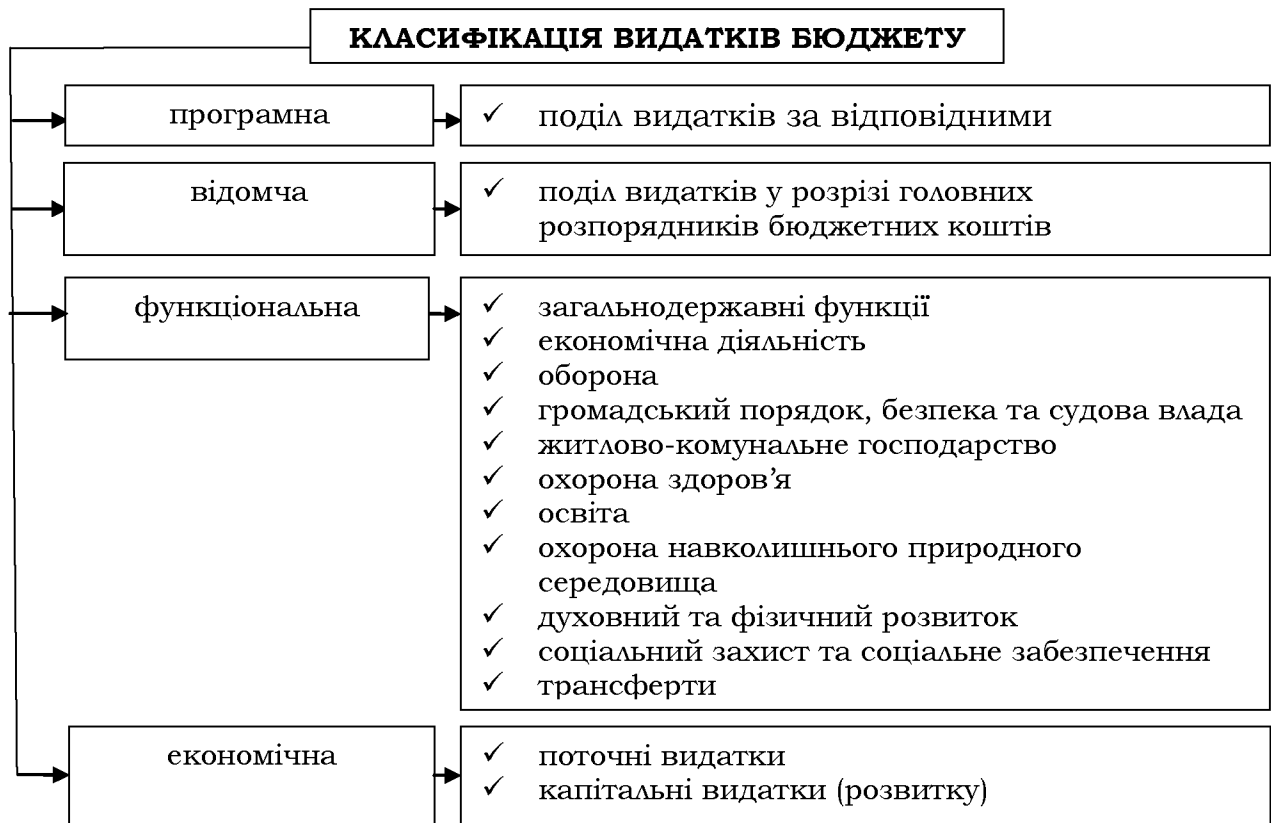 КЛАСИФІКАЦІЯ ВИДАТКІВ БЮДЖЕТУ
програмна
✓ поділ видатків за відповідними
відомча
✓ поділ видатків у розрізі головних
розпорядників бюджетних коштів
функціональна
✓ загальнодержавні функції
✓ економічна діяльність
✓ оборона
✓ громадський порядок, безпека та судова влада
✓ житлово-комунальне господарство
✓ охорона здоров’я
✓ освіта
✓ охорона навколишнього природного
середовища
✓ духовний та фізичний розвиток
✓ соціальний захист та соціальне забезпечення
✓ трансферти
економічна
✓ поточні видатки
✓ капітальні видатки (розвитку)